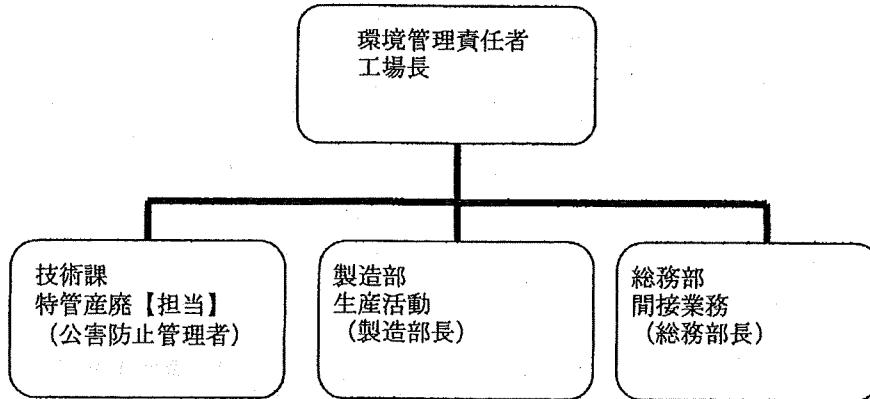 環境管理責任者
工場長
技術課
特管産廃【担当】
(公害防止管理者)
製造部
生産活動
(製造部長)
総務部
間接業務
(総務部長)